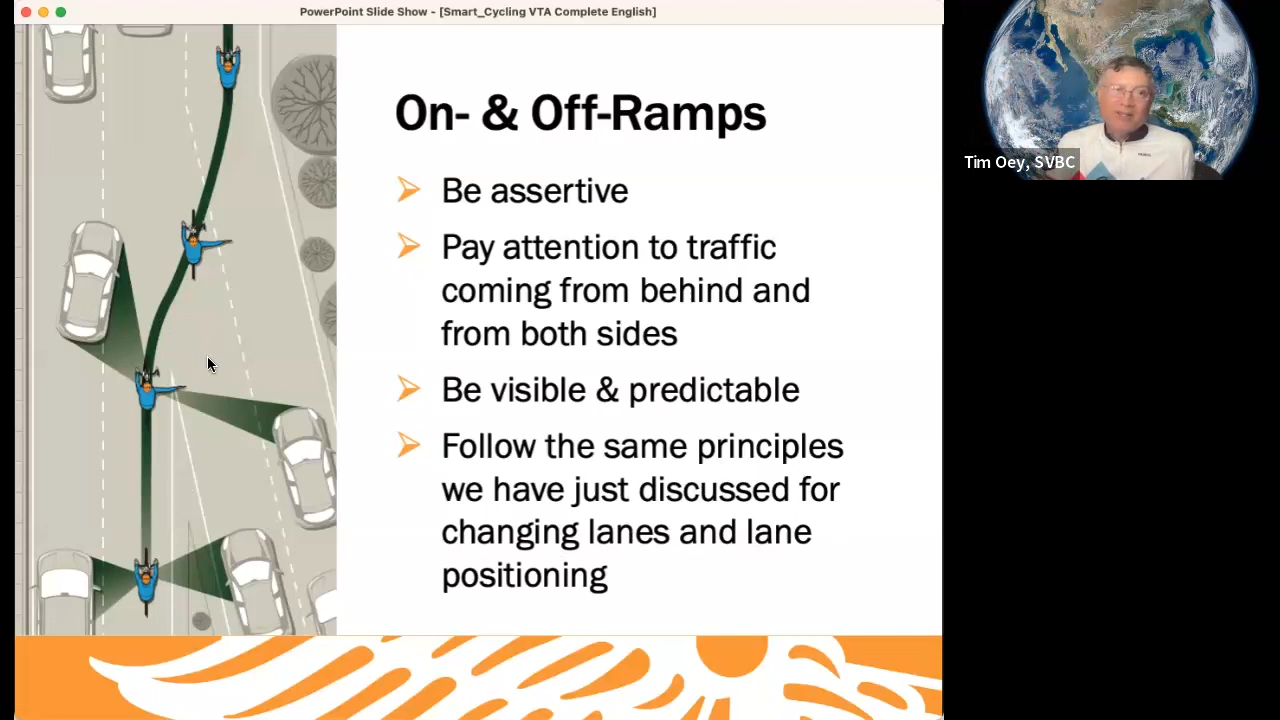 PowerPoint Slide Show - [Smart_Cycling VTA Complete English]
On- & Off-Ramps
Be assertive
Pay attention to traffic
coming from behind and
from both sides
Be visible & predictable
Follow the same principles
we have just discussed for
changing lanes and lane
positioning
Tim Oey, SVBC